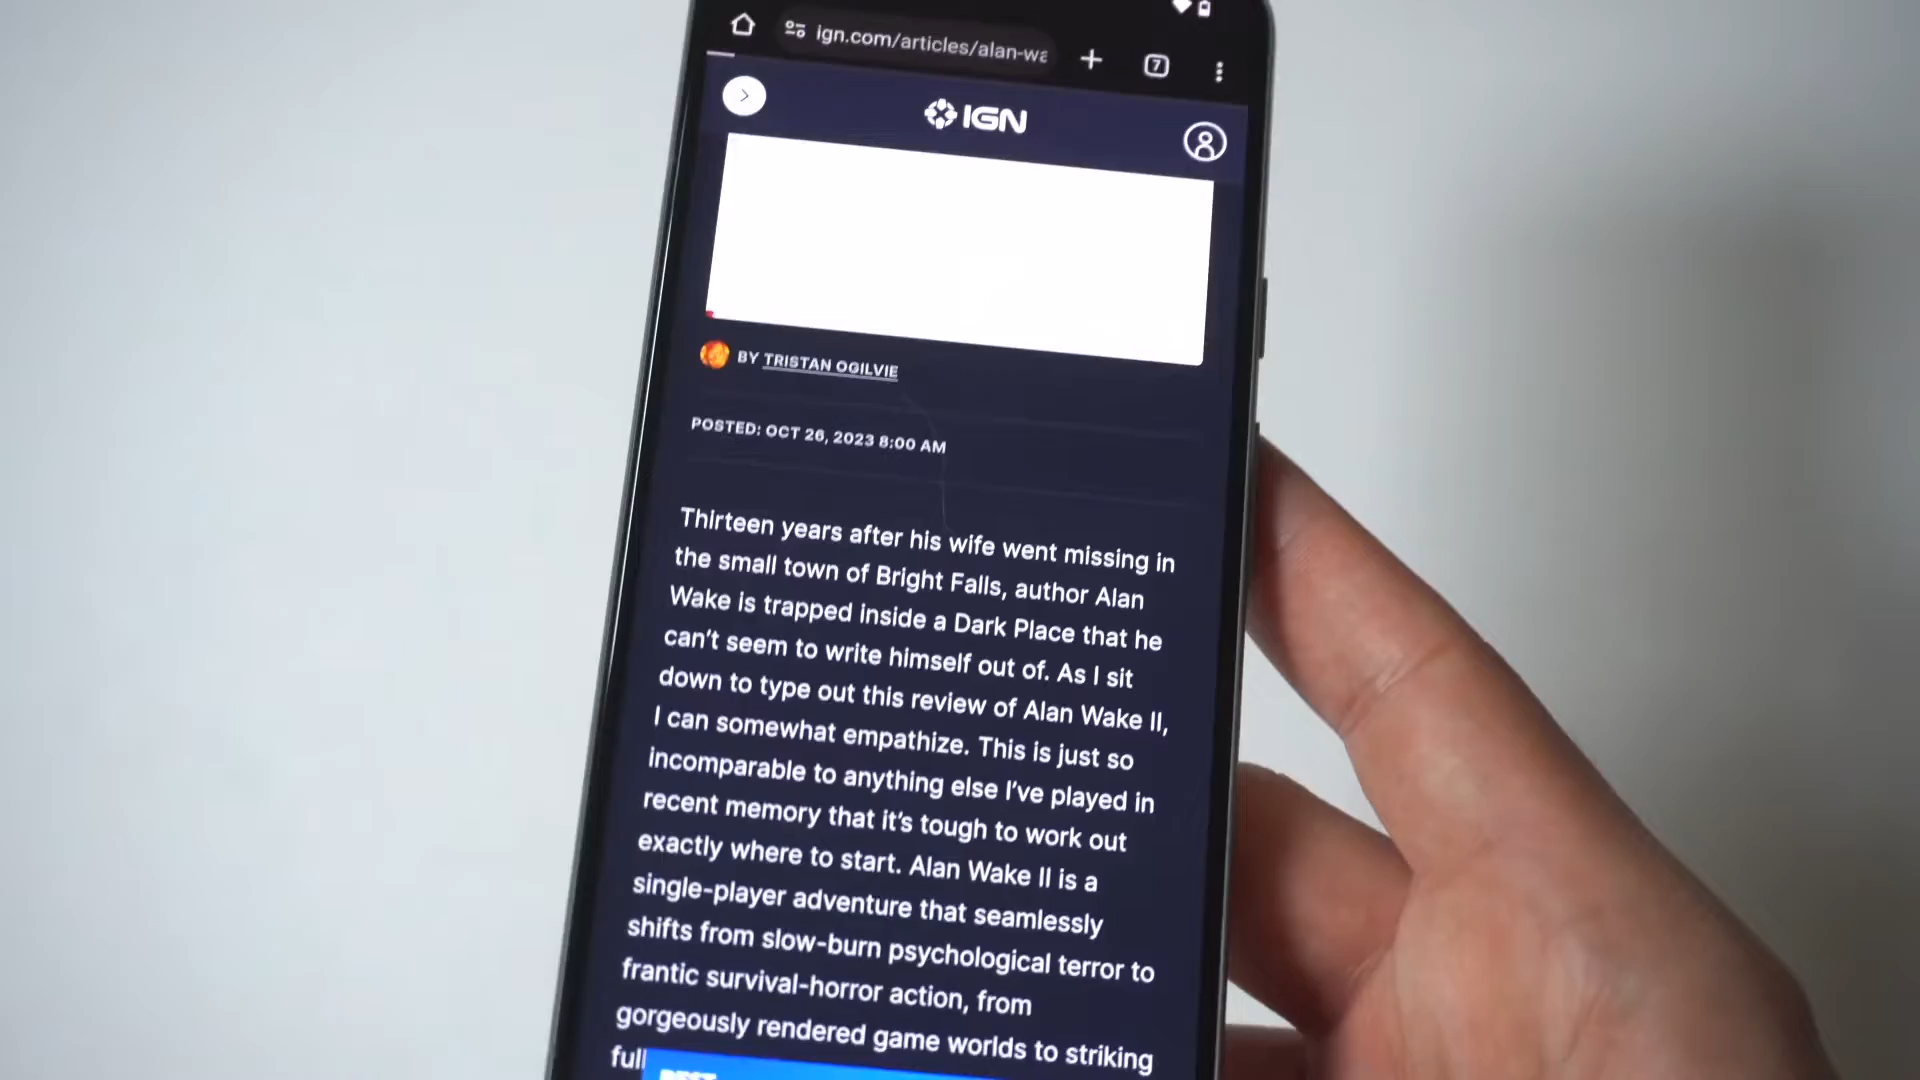 ign.com/articles/alan-wa
7
IGN
BY TRISTAN OGILVIE
POSTED: OCT 26, 2023 8:00 AM
Thirteen years after his wife went missing in
the small town of Bright Falls, author Alan
Wake is trapped inside a Dark Place that he
can't seem to write himself out of. As I sit
down to type out this review of Alan Wake II,
I can somewhat empathize. This is just so
incomparable to anything else I've played in
recent memory that it's tough to work out
exactly where to start. Alan Wake II is a
single-player adventure that seamlessly
shifts from slow-burn psychological terror to
frantic survival-horror action, from
gorgeously rendered game worlds to striking
full
BEST